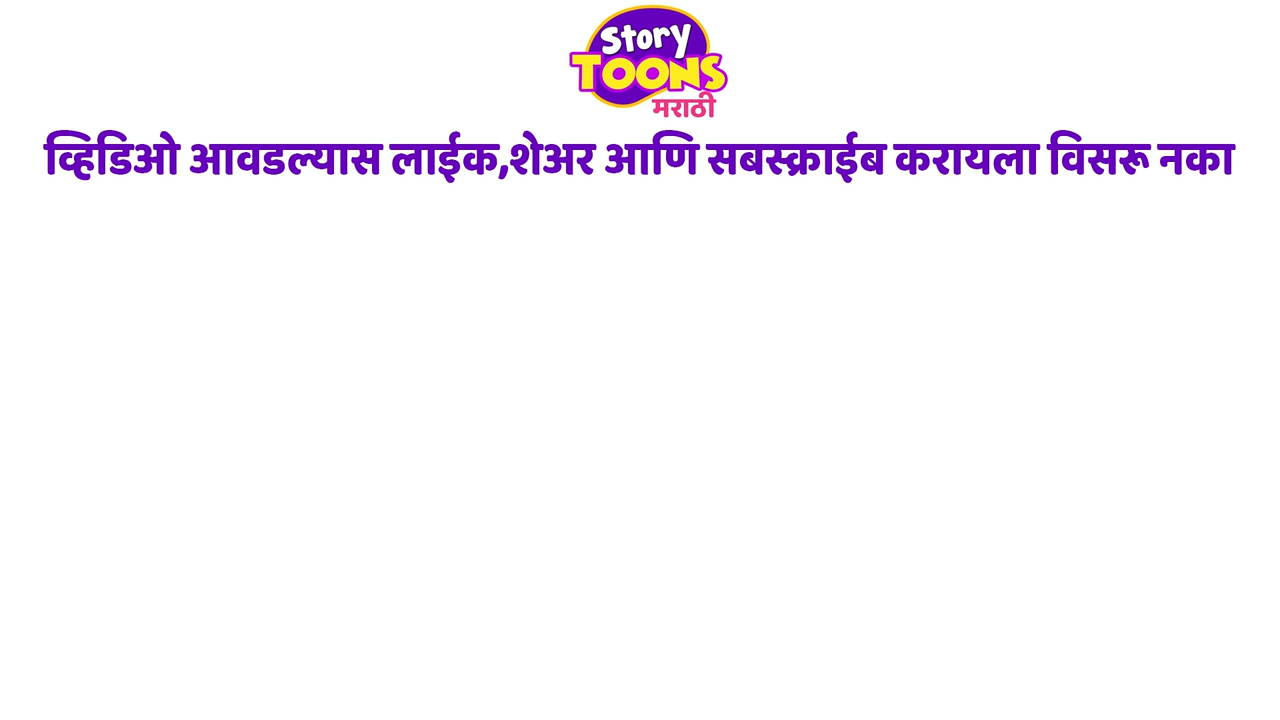 Story
TOONS
मराठी
व्हिडिओ आवडल्यास लाईक,शेअर आणि सबस्क्राईब करायला विसरू नका